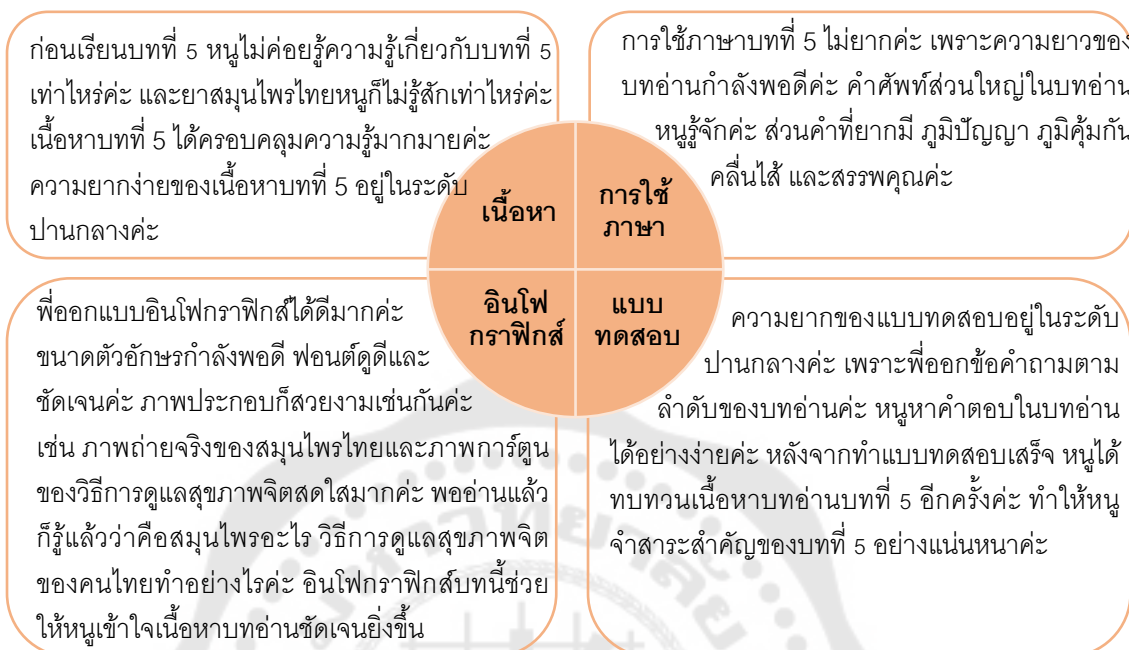 ก่อนเรียนบทที่ 5 หนูไม่ค่อยรู้ความรู้เกี่ยวกับบทที่ 5
เท่าไหร่ค่ะ และยาสมุนไพรไทยหนูก็ไม่รู้สักเท่าไหร่ค่ะ
เนื้อหาบทที่ 5 ได้ครอบคลุมความรู้มากมายค่ะ
ความยากง่ายของเนื้อหาบทที่ 5 อยู่ในระดับ
ปานกลางค่ะ
การใช้ภาษาบทที่ 5 ไม่ยากค่ะ เพราะความยาวของ
บทอ่านกำลังพอดีค่ะ คำศัพท์ส่วนใหญ่ในบทอ่าน
หนูรู้จักค่ะ ส่วนคำที่ยากมี ภูมิปัญญา ภูมิคุ้มกัน
คลื่นไส้ และสรรพคุณค่ะ
เนื้อหา
การใช้
ภาษา
อินโฟ
กราฟิกส์
แบบ
ทดสอบ
พี่ออกแบบอินโฟกราฟิกส์ได้ดีมากค่ะ
ขนาดตัวอักษรกำลังพอดี ฟอนต์ดูดีและ
ชัดเจนค่ะ ภาพประกอบก็สวยงามเช่นกันค่ะ
เช่น ภาพถ่ายจริงของสมุนไพรไทยและภาพการ์ตูน
ของวิธีการดูแลสุขภาพจิตสดใสมากค่ะ พออ่านแล้ว
ก็รู้แล้วว่าคือสมุนไพรอะไร วิธีการดูแลสุขภาพจิต
ของคนไทยทำอย่างไรค่ะ อินโฟกราฟิกส์บทนี้ช่วย
ให้หนูเข้าใจเนื้อหาบทอ่านชัดเจนยิ่งขึ้น
ความยากของแบบทดสอบอยู่ในระดับ
ปานกลางค่ะ เพราะพี่ออกข้อคำถามตาม
ลำดับของบทอ่านค่ะ หนูหาคำตอบในบทอ่าน
ได้อย่างง่ายค่ะ หลังจากทำแบบทดสอบเสร็จ หนูได้
ทบทวนเนื้อหาบทอ่านบทที่ 5 อีกครั้งค่ะ ทำให้หนู
จำสาระสำคัญของบทที่ 5 อย่างแน่นหนาค่ะ